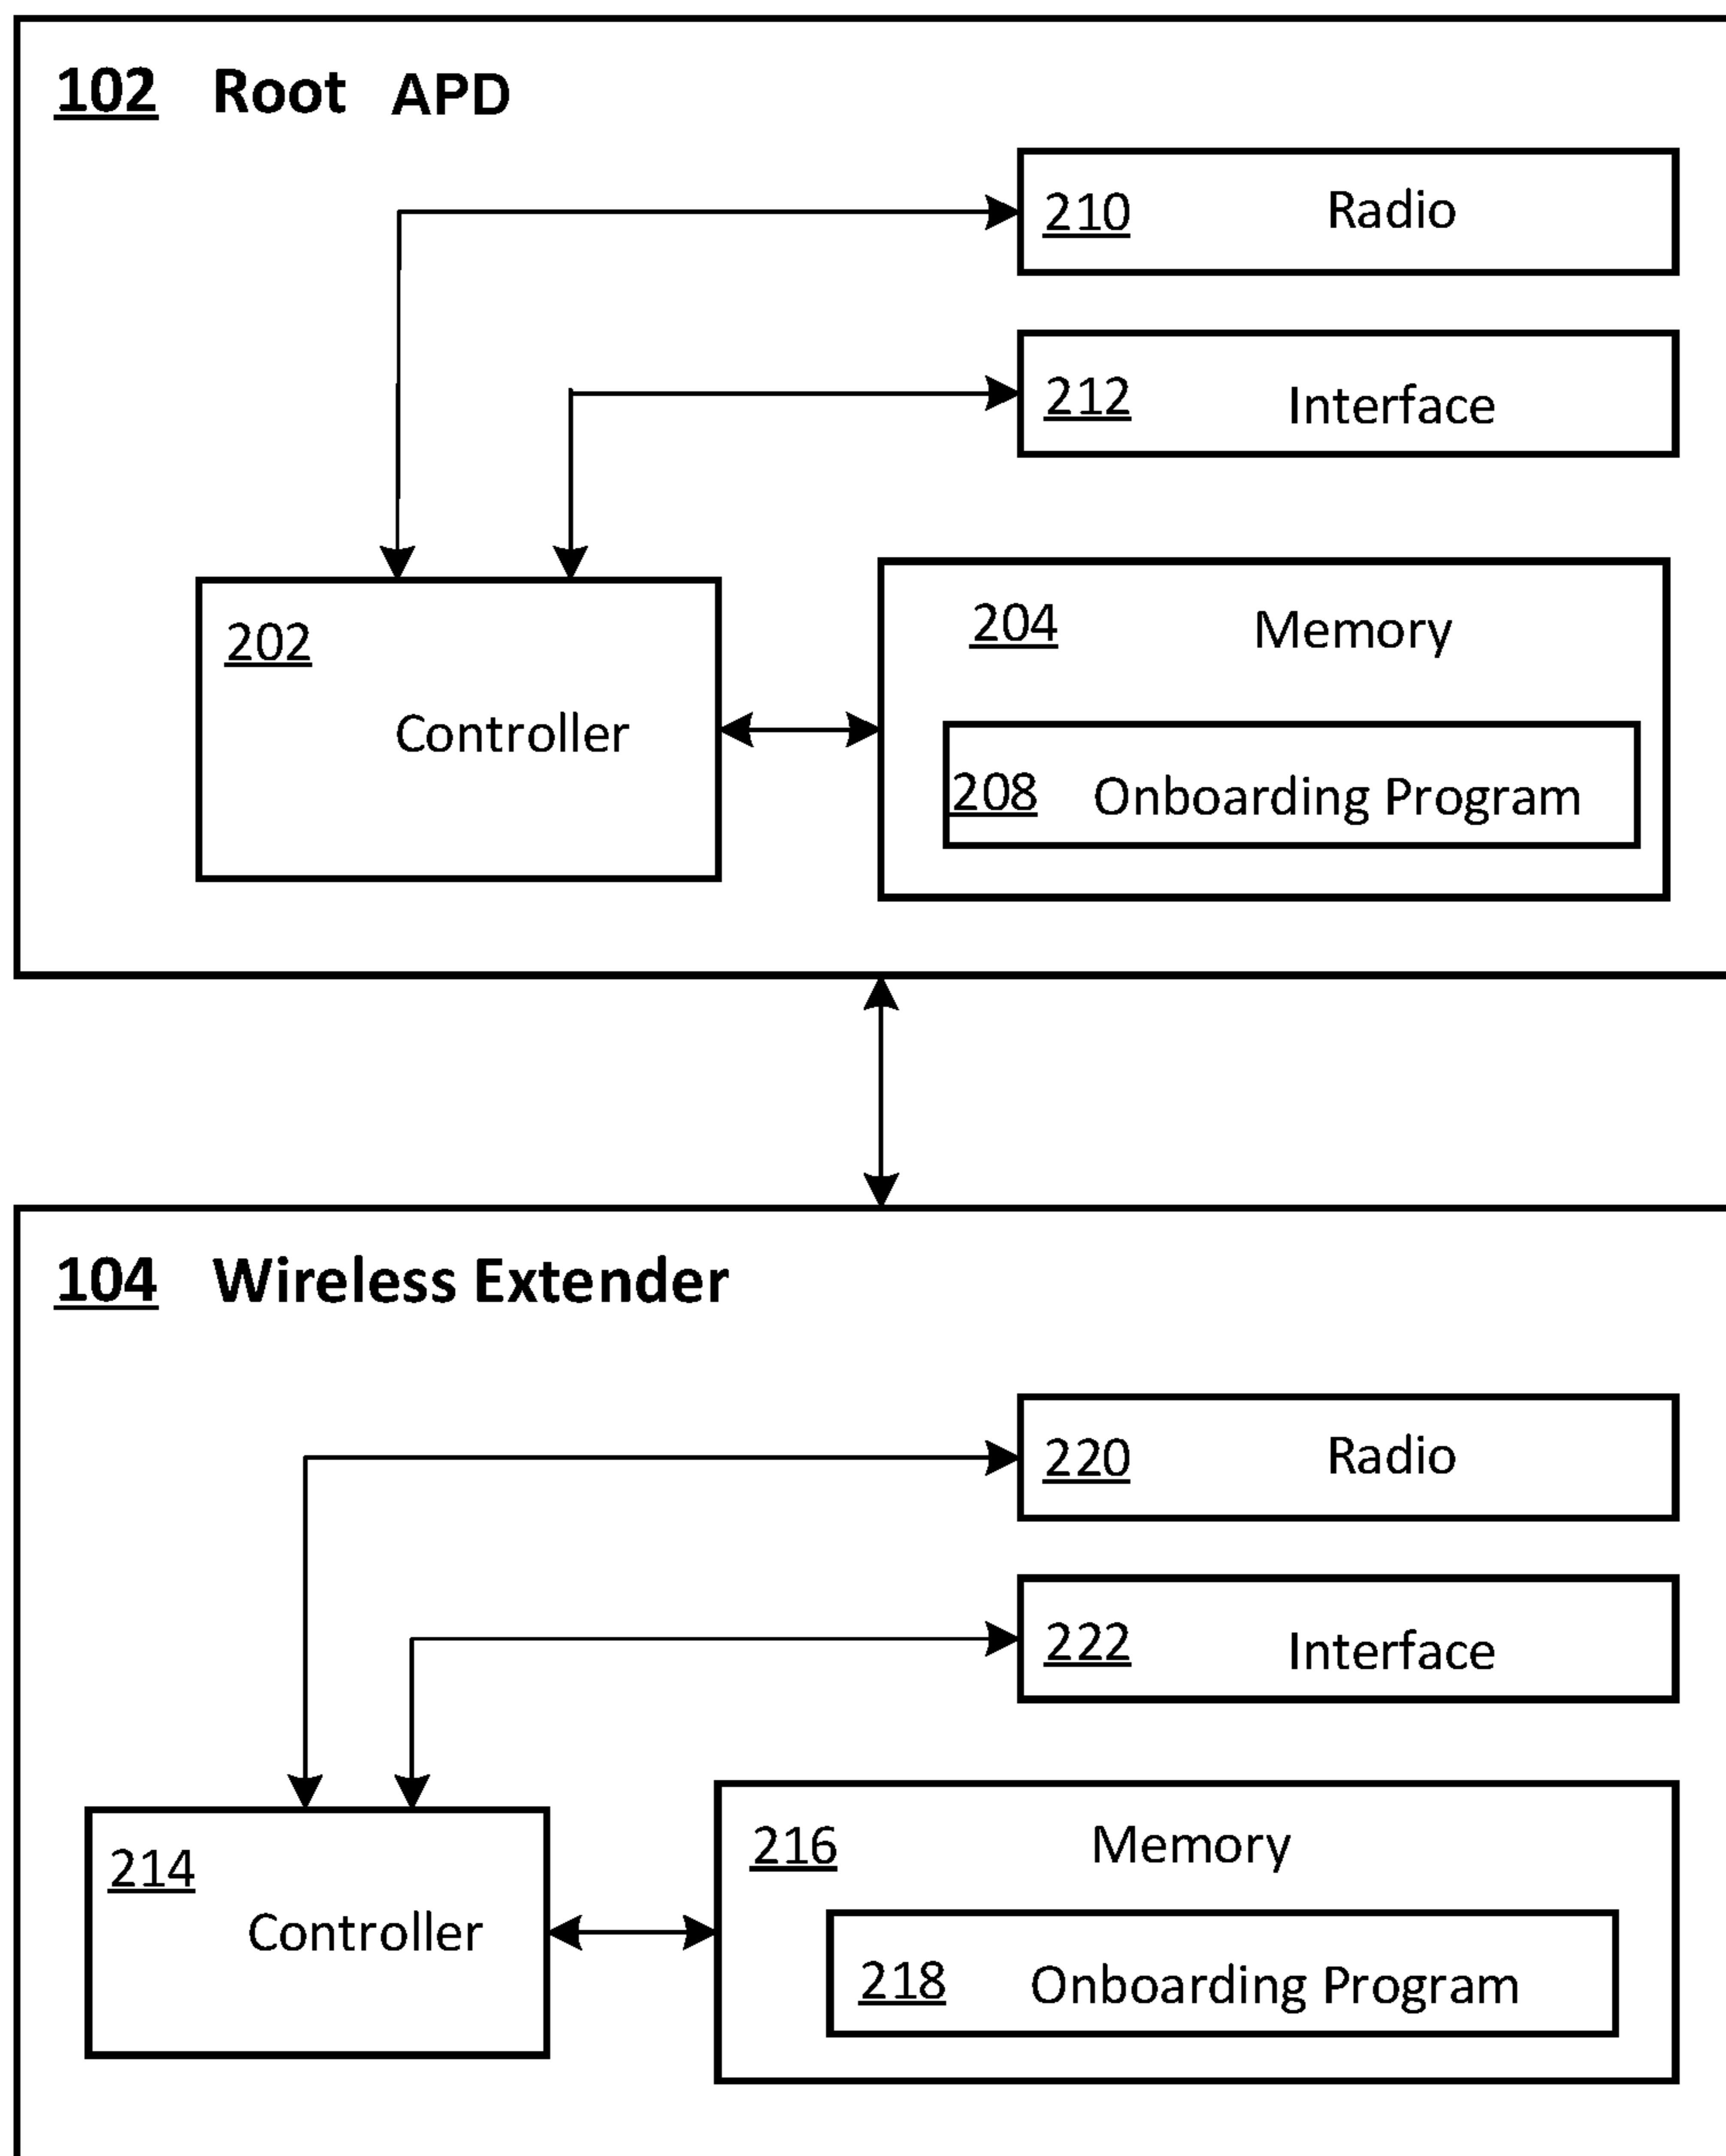 102 Root APD
210 Radio
212 Interface
202
Controller
204 Memory
208 Onboarding Program
104 Wireless Extender
220 Radio
222 Interface
214
Controller
216 Memory
218 Onboarding Program